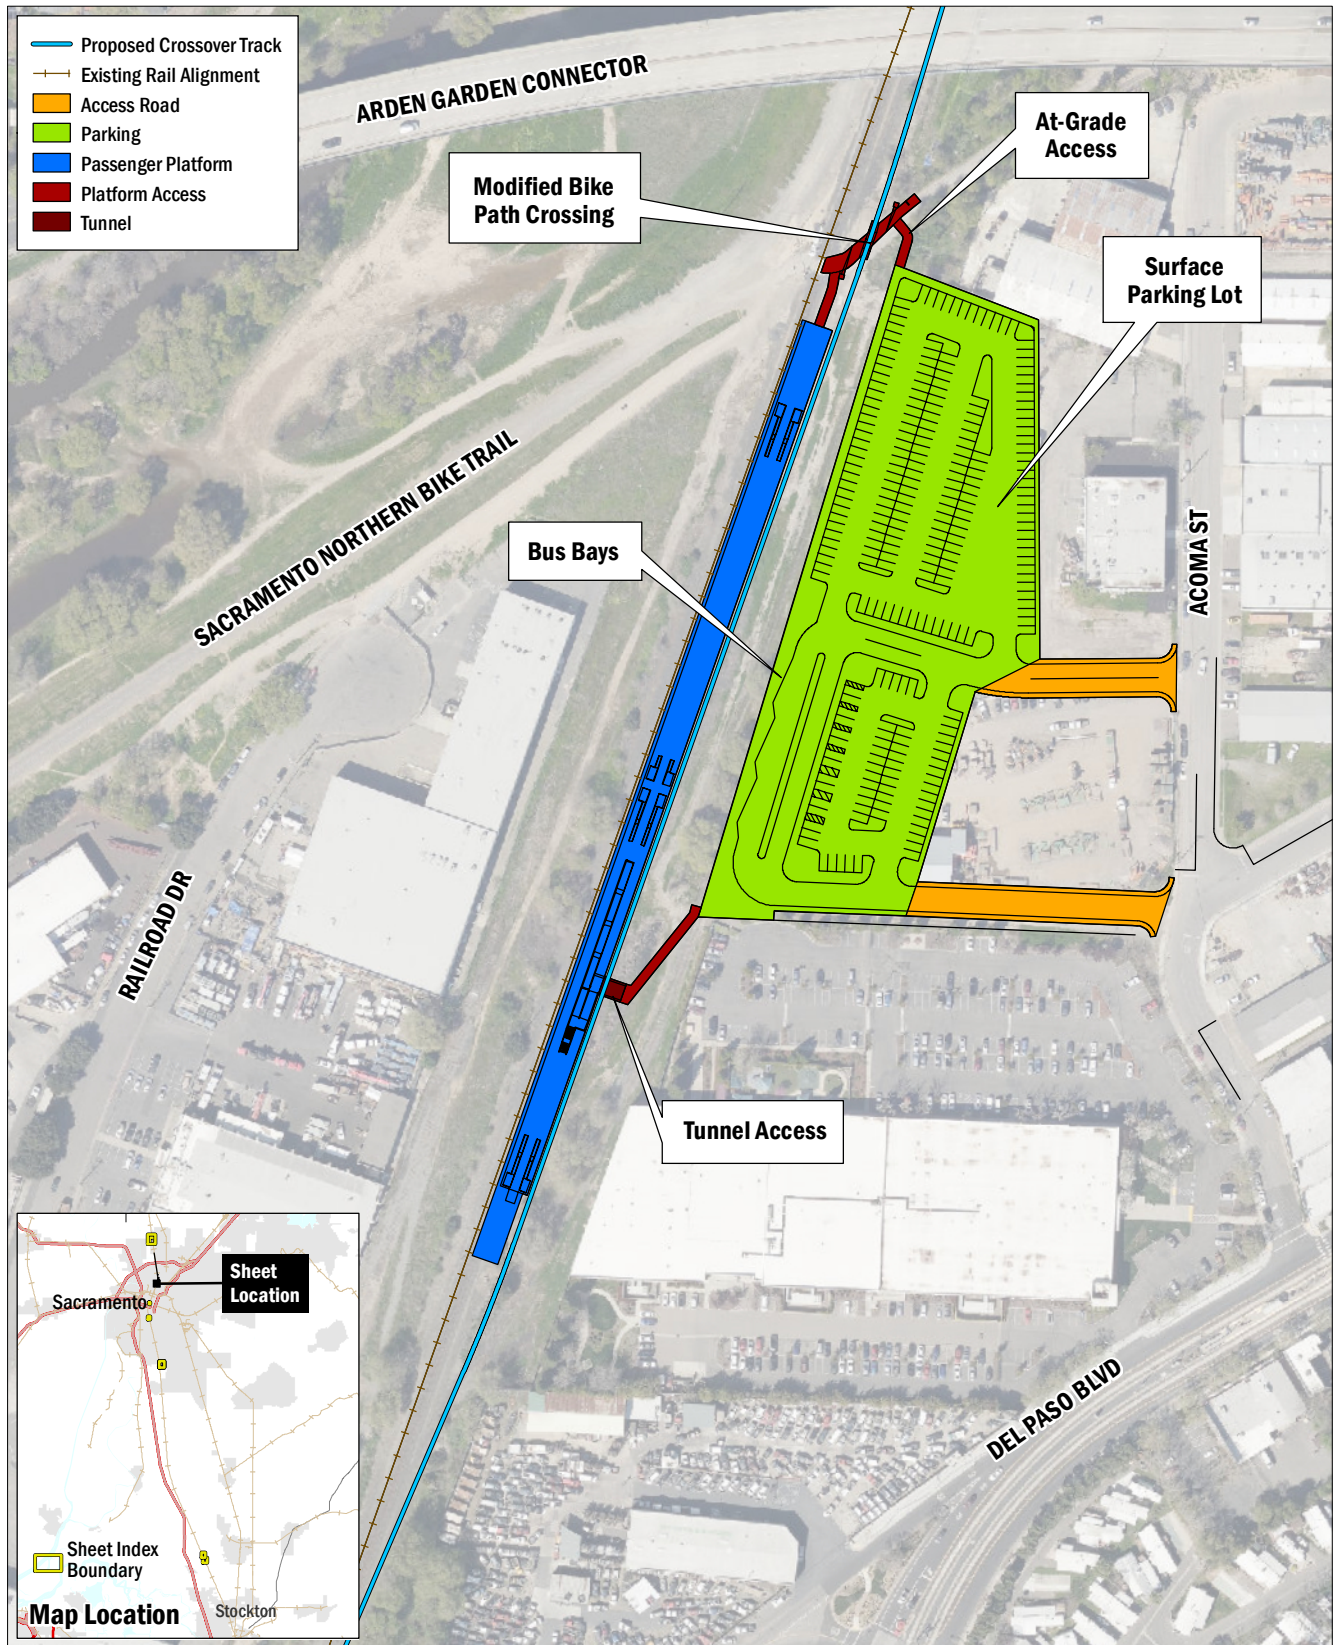 Proposed Crossover Track
Existing Rail Alignment
Access Road
Parking
Passenger Platform
Platform Access
Tunnel
ARDEN GARDEN CONNECTOR
At-Grade
Access
Modified Bike
Path Crossing
Surface
Parking Lot
SACRAMENTO NORTHERN BIKE TRAIL
Bus Bays
ACOMA ST
RAILROAD DR
Tunnel Access
DEL PASO BLVD
Sheet
Location
Sacramento
Sheet Index
Boundary
Map Location
Stockton